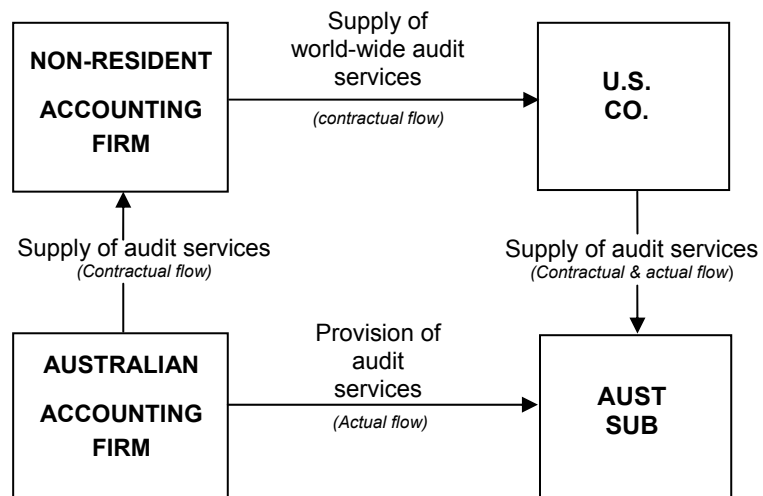 NON-RESIDENT
ACCOUNTING
FIRM
Supply of
world-wide audit
services
(contractual flow)
U.S.
CO.
Supply of audit services
(Contractual flow)
Supply of audit services
(Contractual & actual flow)
AUSTRALIAN
ACCOUNTING
FIRM
Provision of
audit
services
(Actual flow)
AUST
SUB